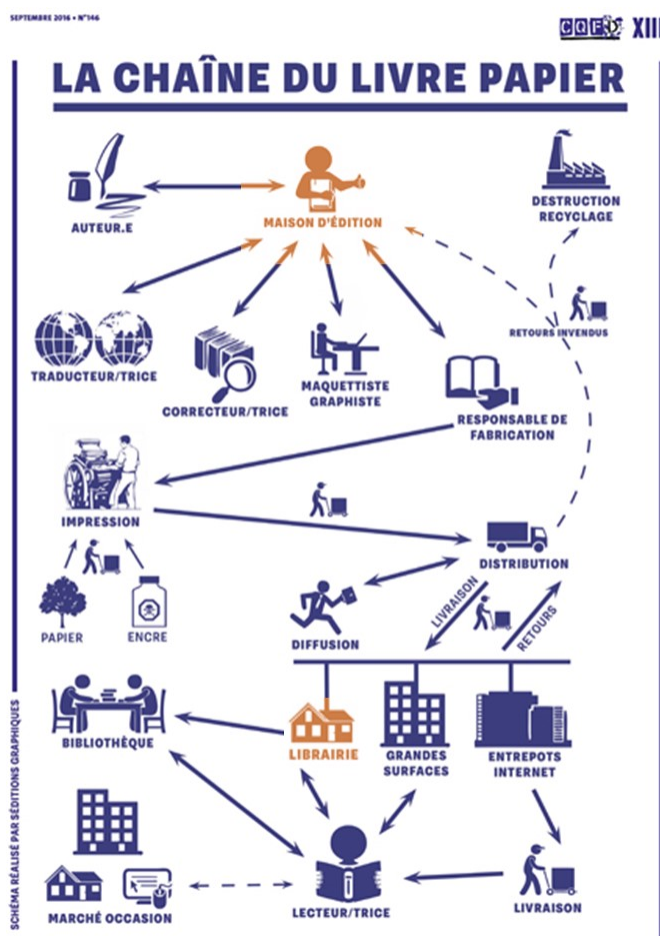 SEPTEMBRE 2016 • N°146
CQFD XIII
LA CHAÎNE DU LIVRE PAPIER
AUTEUR.E
MAISON D'ÉDITION
DESTRUCTION
RECYCLAGE
RETOURS INVENDUS
TRADUCTEUR/TRICE
CORRECTEUR/TRICE
MAQUETTISTE
GRAPHISTE
RESPONSABLE DE
FABRICATION
IMPRESSION
DISTRIBUTION
PAPIER
ENCRE
DIFFUSION
LIVRAISON
RETOURS
BIBLIOTHÈQUE
LIBRAIRIE
GRANDES
SURFACES
ENTREPOTS
INTERNET
MARCHÉ OCCASION
LECTEUR/TRICE
LIVRAISON
SCHÉMA RÉALISÉ PAR SÉDITIONS GRAPHIQUES